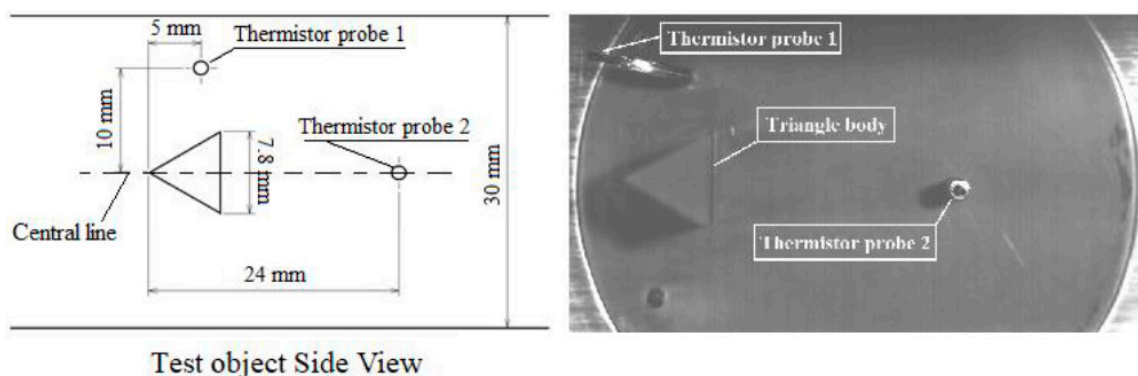 5 mm
Thermistor probe 1
10 mm
Thermistor probe 2
7.8 mm
30 mm
Central line
24 mm
Test object Side View
Thermistor probe 1
Triangle body
Thermistor probe 2